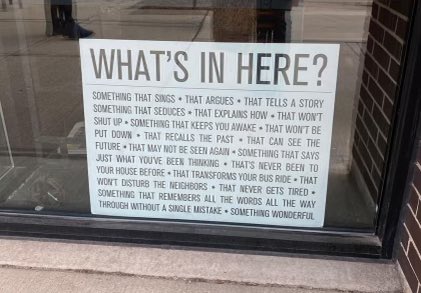 WHAT'S IN HERE?
SOMETHING THAT SINGS • THAT ARGUES • THAT TELLS A STORY
SOMETHING THAT SEDUCES • THAT EXPLAINS HOW • THAT WON'T
SHUT UP • SOMETHING THAT KEEPS YOU AWAKE • THAT WON'T BE
PUT DOWN • THAT RECALLS THE PAST • THAT CAN SEE THE
FUTURE • THAT MAY NOT BE SEEN AGAIN • SOMETHING THAT SAYS
JUST WHAT YOU'VE BEEN THINKING • THAT'S NEVER BEEN TO
YOUR HOUSE BEFORE • THAT TRANSFORMS YOUR BUS RIDE • THAT
WON'T DISTURB THE NEIGHBORS • THAT NEVER GETS TIRED •
SOMETHING THAT REMEMBERS ALL THE WORDS ALL THE WAY
THROUGH WITHOUT A SINGLE MISTAKE • SOMETHING WONDERFUL